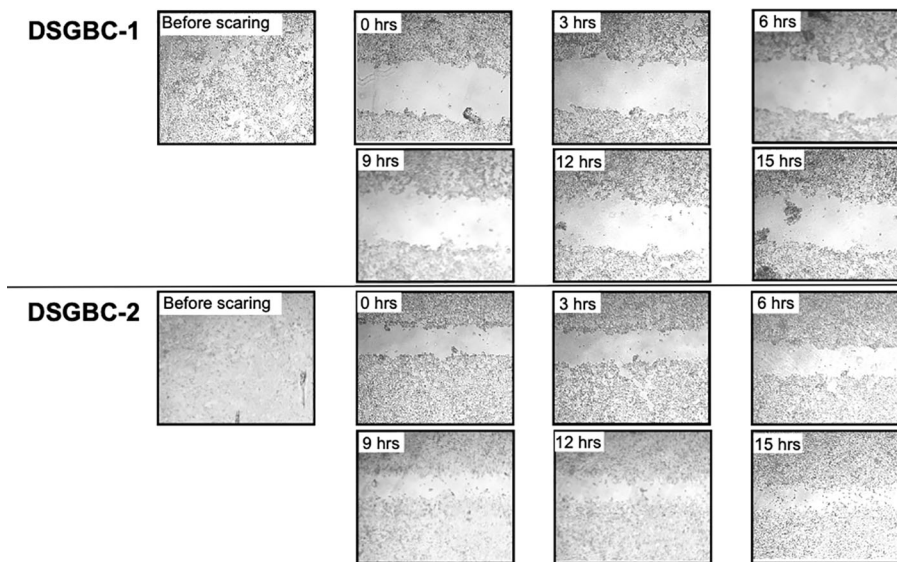 DSGBC-1
Before scaring
0 hrs
3 hrs
6 hrs
9 hrs
12 hrs
15 hrs
DSGBC-2
Before scaring
0 hrs
3 hrs
6 hrs
9 hrs
12 hrs
15 hrs